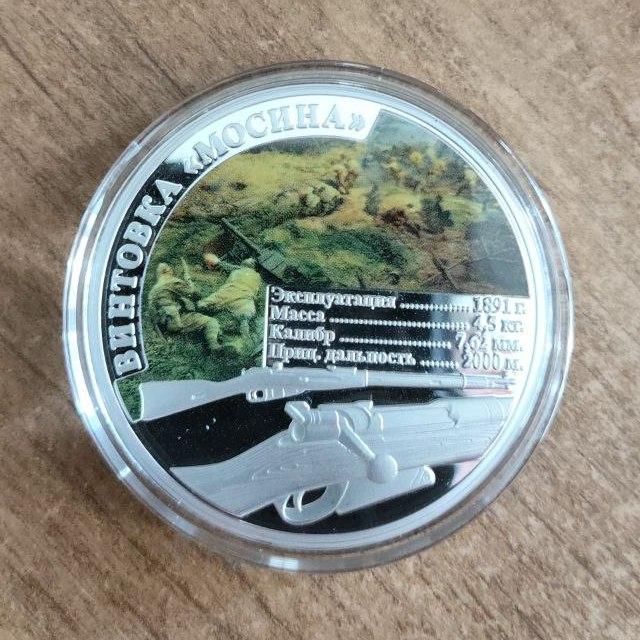 ВИНТОВКА «МОСИНА»
Эксплуатация ............ 1891 г.
Масса ........................ 4,5 кг.
Калибр ..................... 7,62 мм.
Приц. дальность ...... 2000 м.